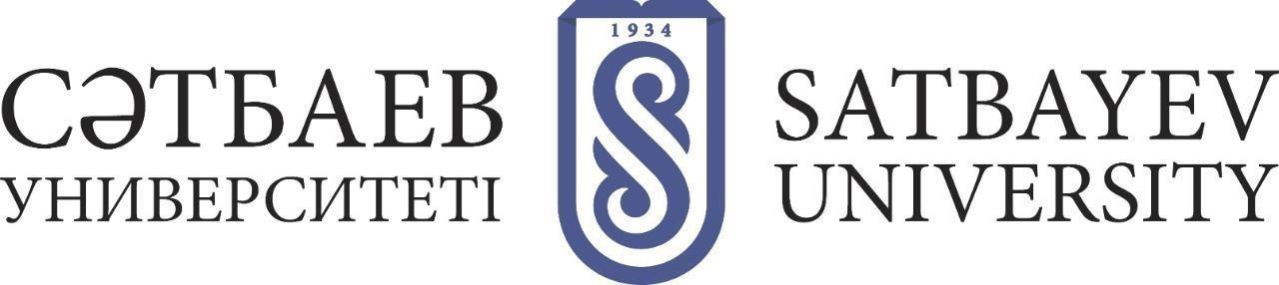 СӘТБАЕВ
УНИВЕРСИТЕТІ
1934
SATBAYEV
UNIVERSITY